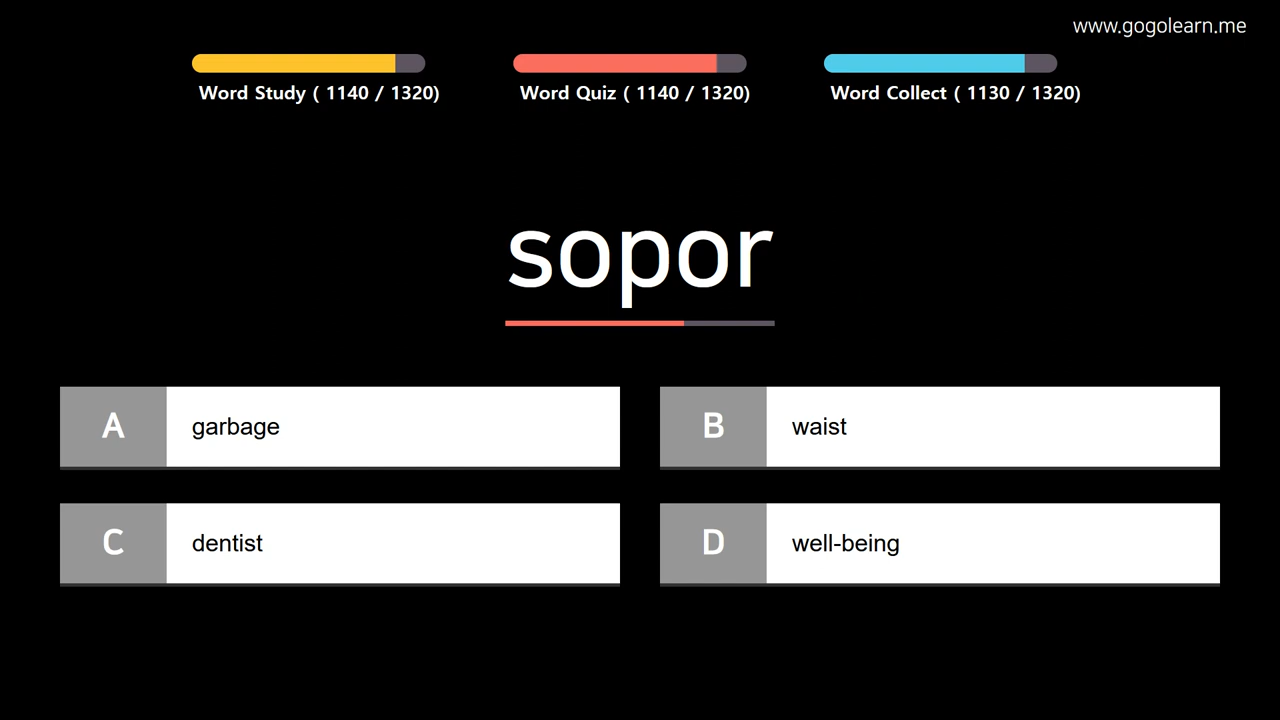 www.gogolearn.me
Word Study ( 1140 / 1320)
Word Quiz ( 1140 / 1320)
Word Collect ( 1130 / 1320)
sopor
A garbage
B waist
C dentist
D well-being